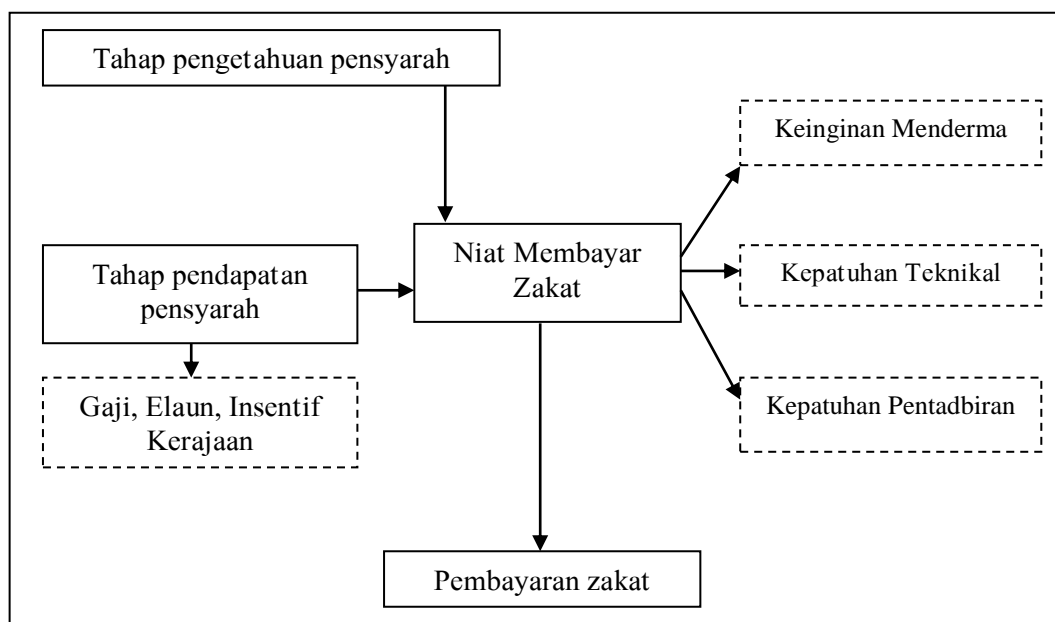 Tahap pengetahuan pensyarah
Keinginan Menderma
Niat Membayar
Zakat
Tahap pendapatan
pensyarah
Kepatuhan Teknikal
Gaji, Elaun, Insentif
Kerajaan
Kepatuhan Pentadbiran
Pembayaran zakat